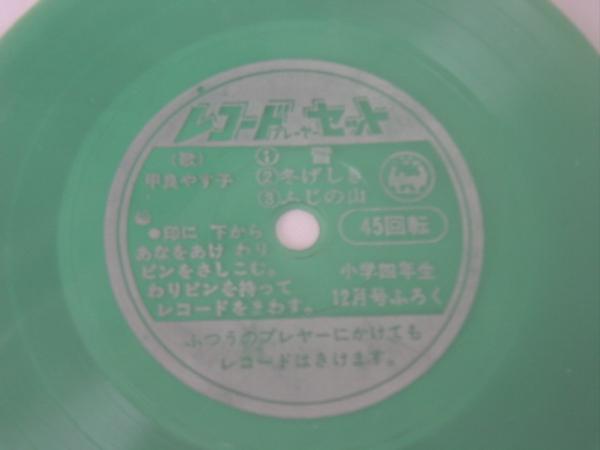 レコードプレーヤーセット
(歌)
甲良やす子
① 雪
②冬げしき
③ふじの山
45回転
●印に 下から
あなをあけ わり
ピンをさしこむ。
わりピンを持って
レコードをまわす。
小学四年生
12月号ふろく
ふつうのプレヤーにかけても
レコードはきけます。